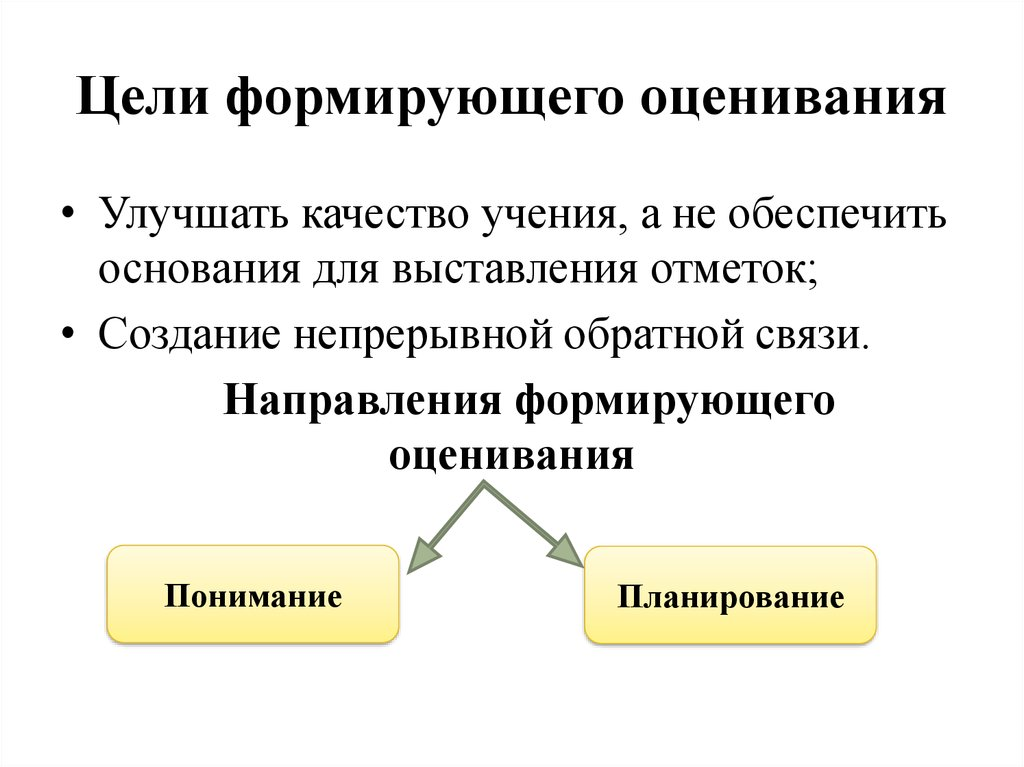 Цели формирующего оценивания
• Улучшать качество учения, а не обеспечить
основания для выставления отметок;
• Создание непрерывной обратной связи.
Направления формирующего
оценивания
Понимание
Планирование